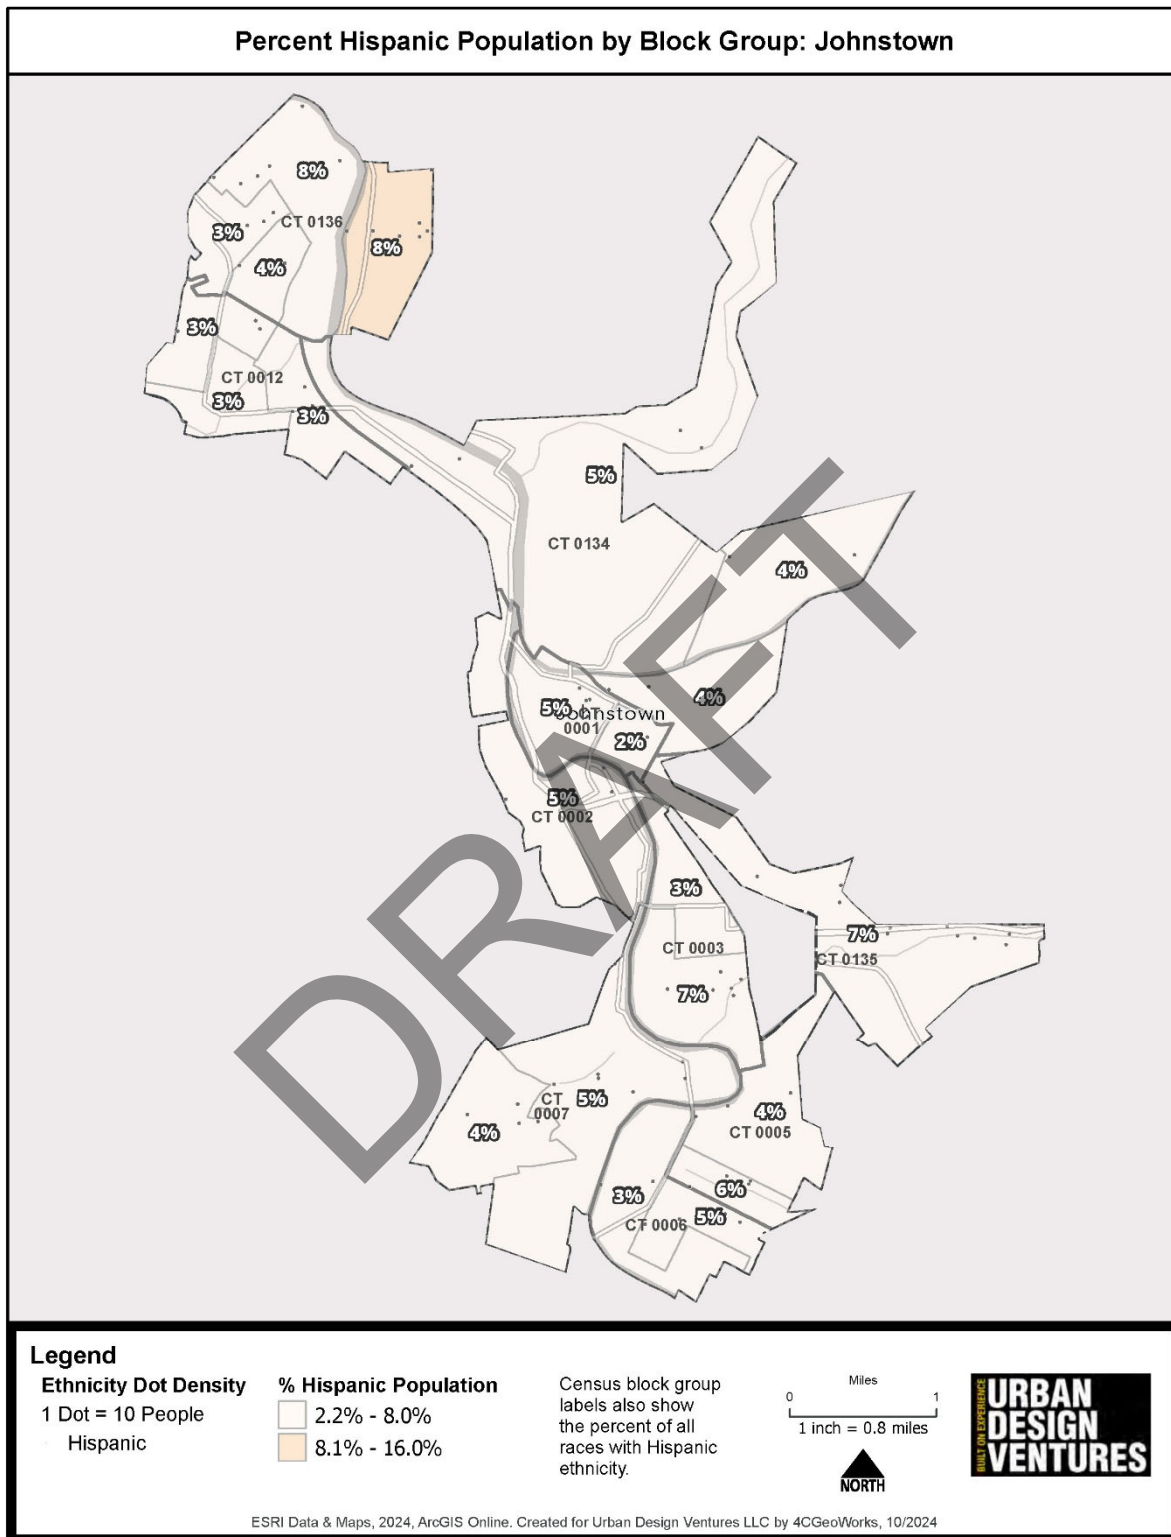 Percent Hispanic Population by Block Group: Johnstown
8%
CT 0136
3%
8%
4%
3%
CT 0012
3%
3%
5%
CT 0134
4%
4%
5%
Johnstown
CT
0001
2%
5%
CT 0002
3%
CT 0003
7%
CT 0135
7%
5%
CT
0007
4%
4%
CT 0005
6%
3%
5%
CT 0006
DRAFT
Legend
Ethnicity Dot Density
1 Dot = 10 People
Hispanic
% Hispanic Population
2.2% - 8.0%
8.1% - 16.0%
Census block group
labels also show
the percent of all
races with Hispanic
ethnicity.
Miles
0 1
1 inch = 0.8 miles
NORTH
BUILT ON EXPERIENCE
URBAN
DESIGN
VENTURES
ESRI Data & Maps, 2024, ArcGIS Online. Created for Urban Design Ventures LLC by 4CGeoWorks, 10/2024